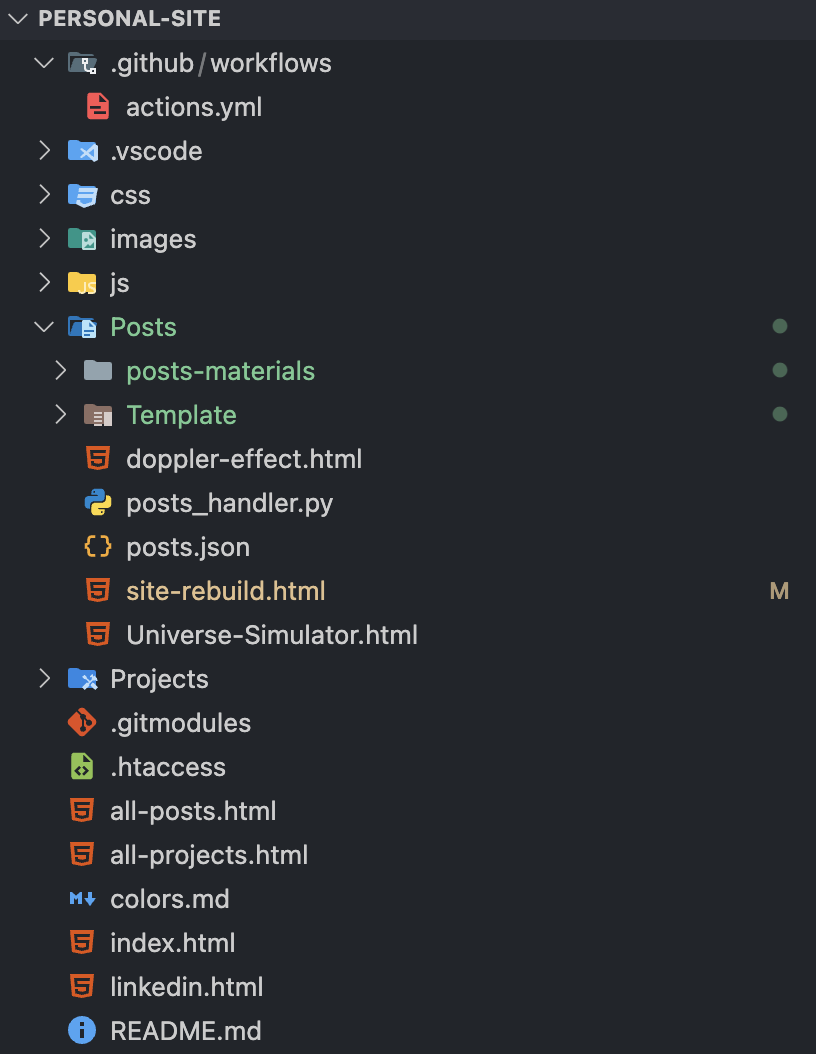 PERSONAL-SITE
.github/workflows
actions.yml
.vscode
css
images
js
Posts
posts-materials
Template
doppler-effect.html
posts_handler.py
posts.json
site-rebuild.html M
Universe-Simulator.html
Projects
.gitmodules
.htaccess
all-posts.html
all-projects.html
colors.md
index.html
linkedin.html
README.md